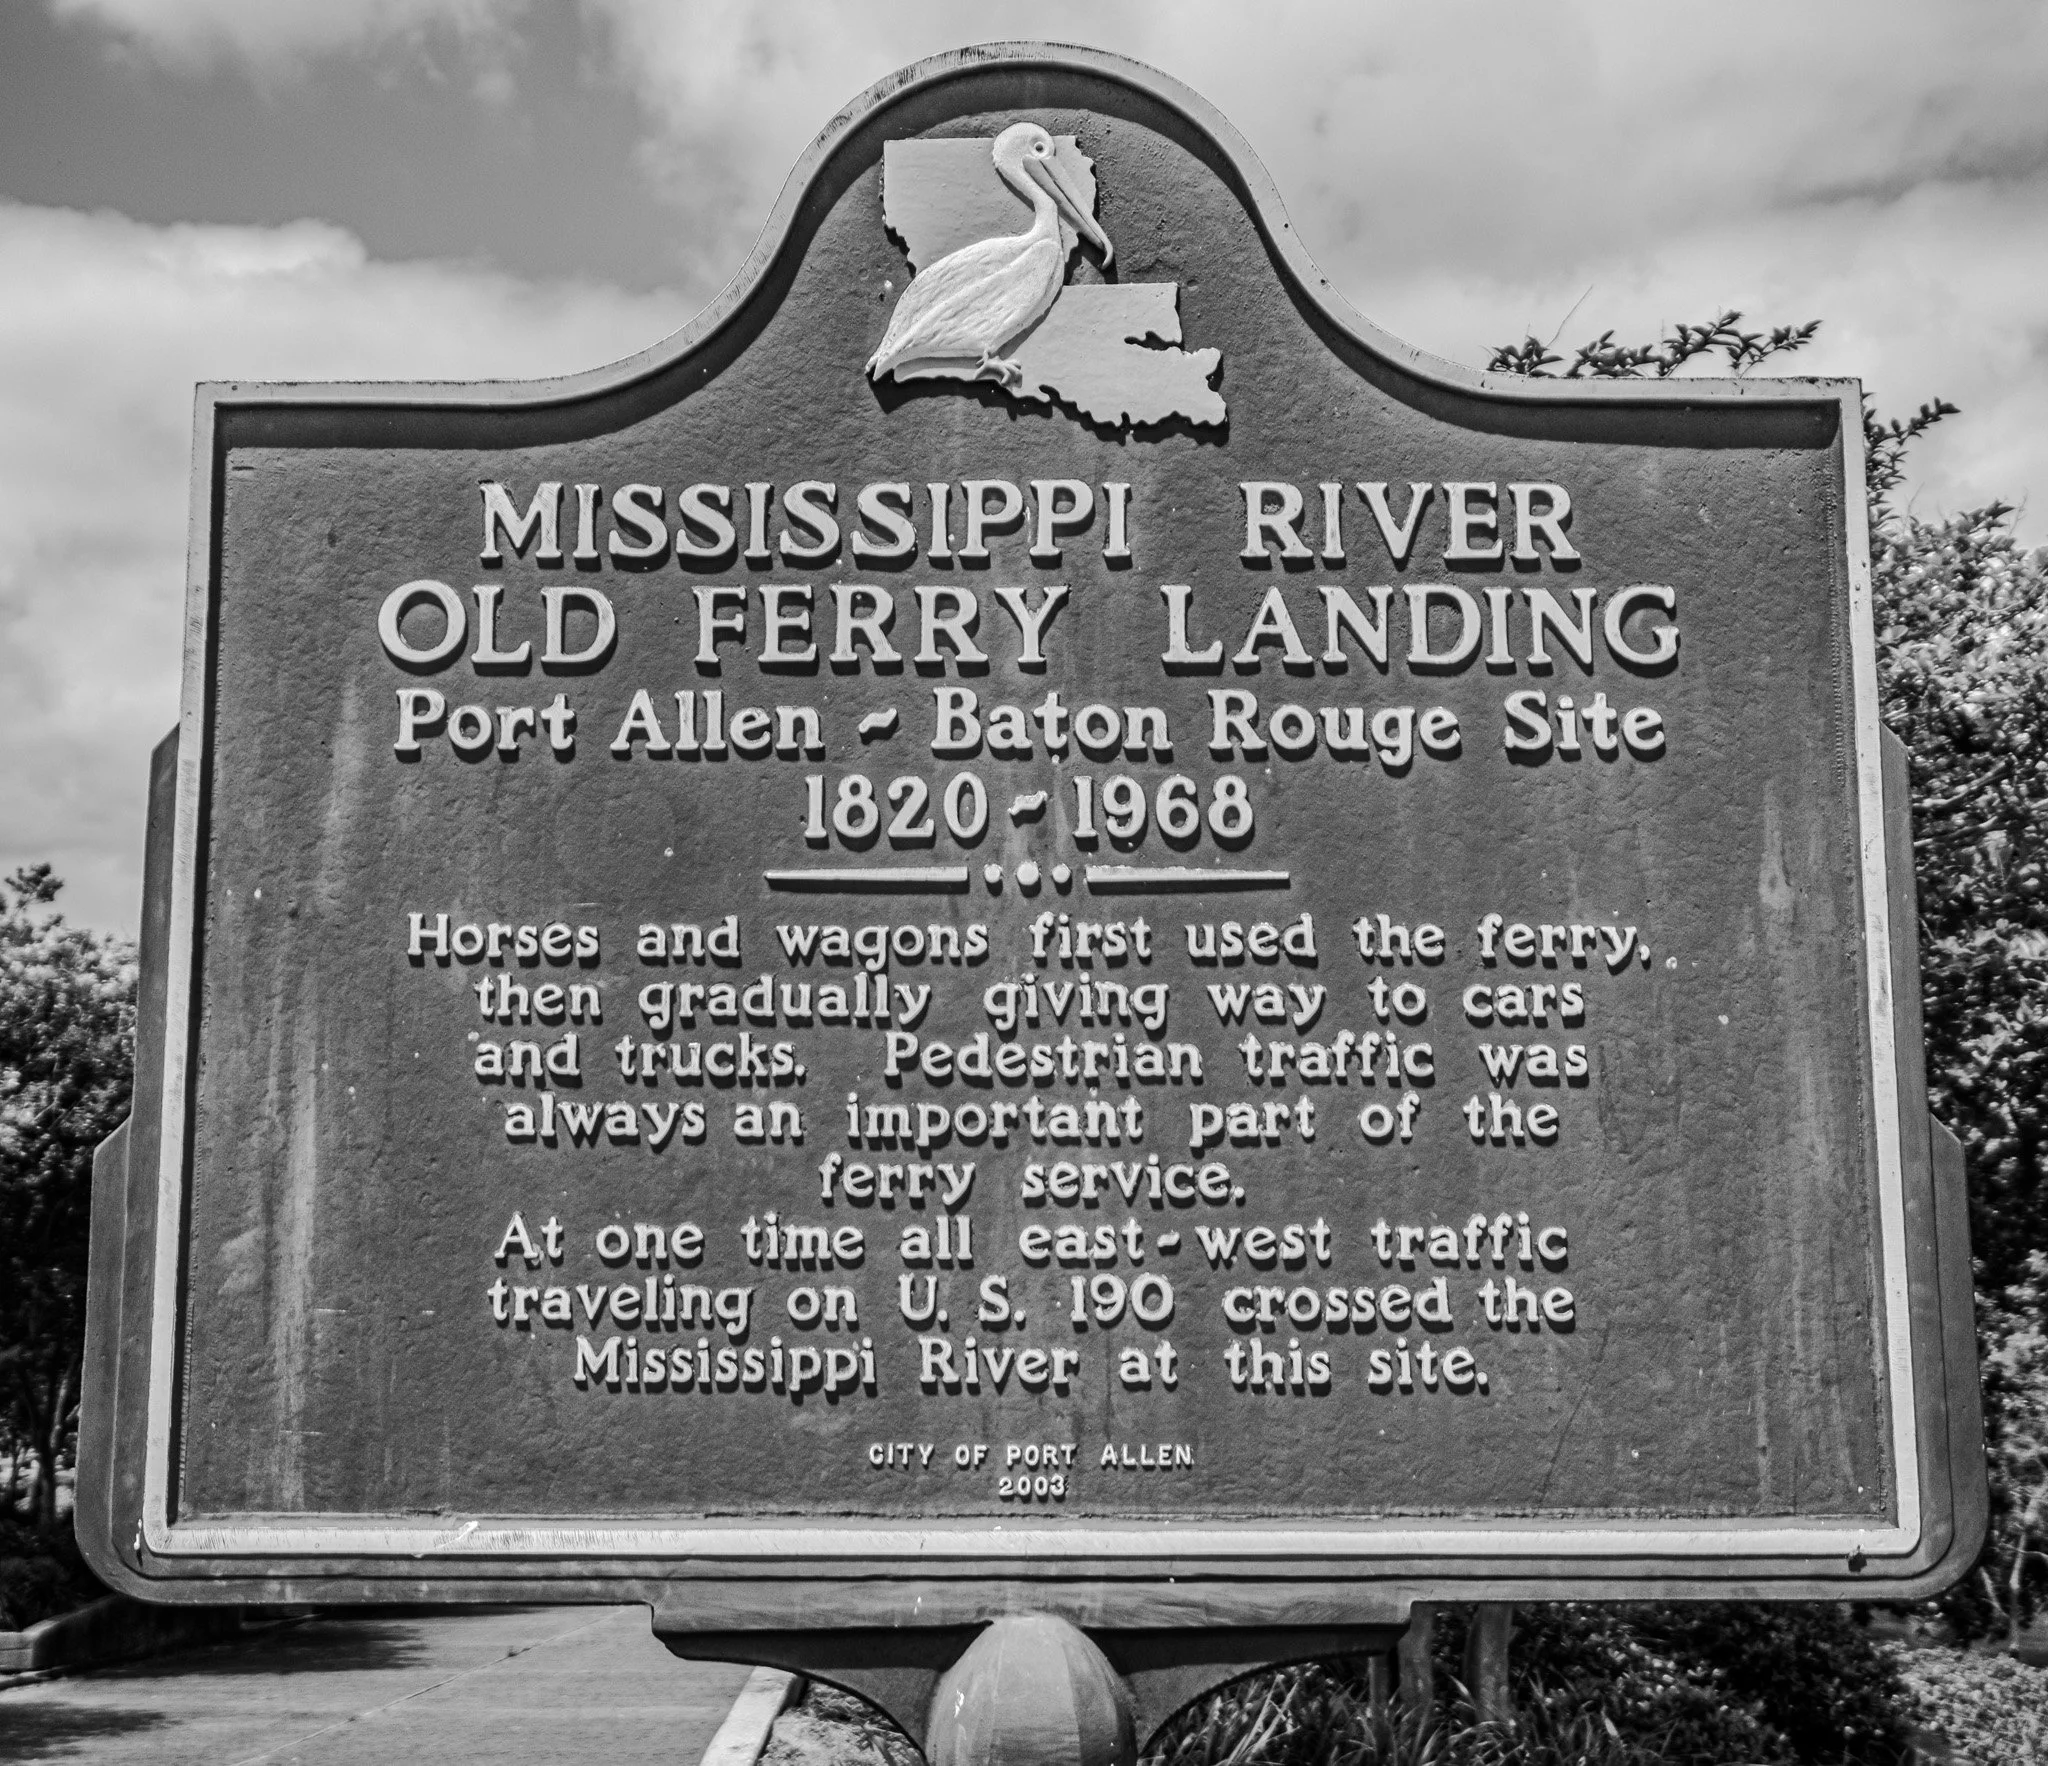 MISSISSIPPI RIVER
OLD FERRY LANDING
Port Allen - Baton Rouge Site
1820 - 1968
Horses and wagons first used the ferry,
then gradually giving way to cars
and trucks. Pedestrian traffic was
always an important part of the
ferry service.
At one time all east-west traffic
traveling on U. S. 190 crossed the
Mississippi River at this site.
CITY OF PORT ALLEN
2003